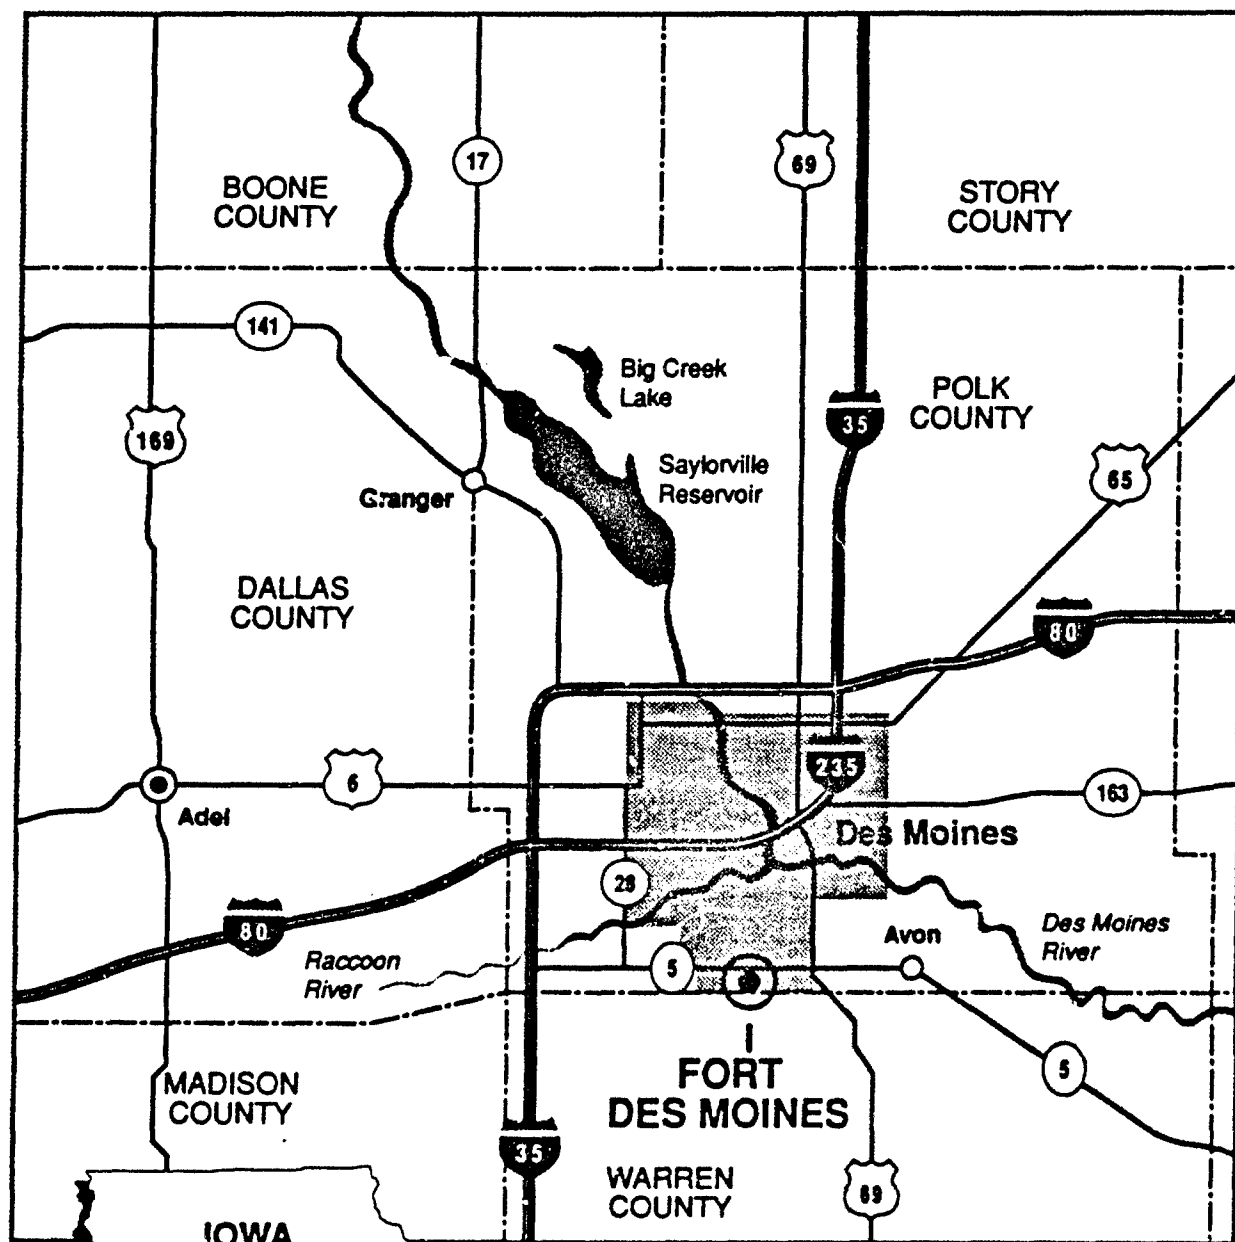 17
69
BOONE
COUNTY
STORY
COUNTY
141
Big Creek
Lake
POLK
COUNTY
35
169
Saylorville
Reservoir
65
Granger
DALLAS
COUNTY
80
235
6
163
Adel
Des Moines
28
80
Avon
Des Moines
River
Raccoon
River
5
5
FORT
DES MOINES
MADISON
COUNTY
35
WARREN
COUNTY
69
IOWA